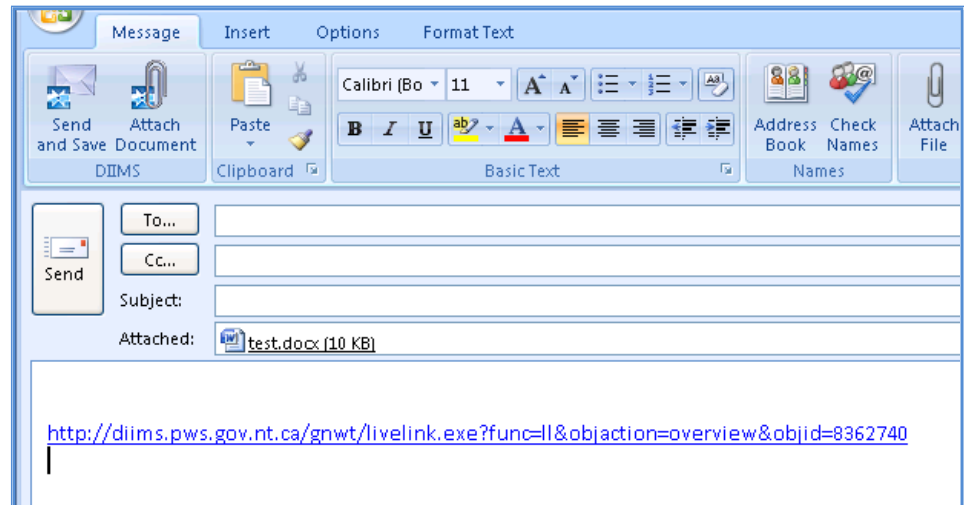 Message Insert Options Format Text
Calibri (Bo 11 A A
Send and Save
Attach Document
Paste
B I U ab A
Address Book
Check Names
Attach File
DIIMS Clipboard Basic Text Names
To...
Cc...
Send
Subject:
Attached: test.docx (10 KB)
http://diims.pws.gov.nt.ca/gnwt/livelink.exe?func=ll&objaction=overview&objid=8362740